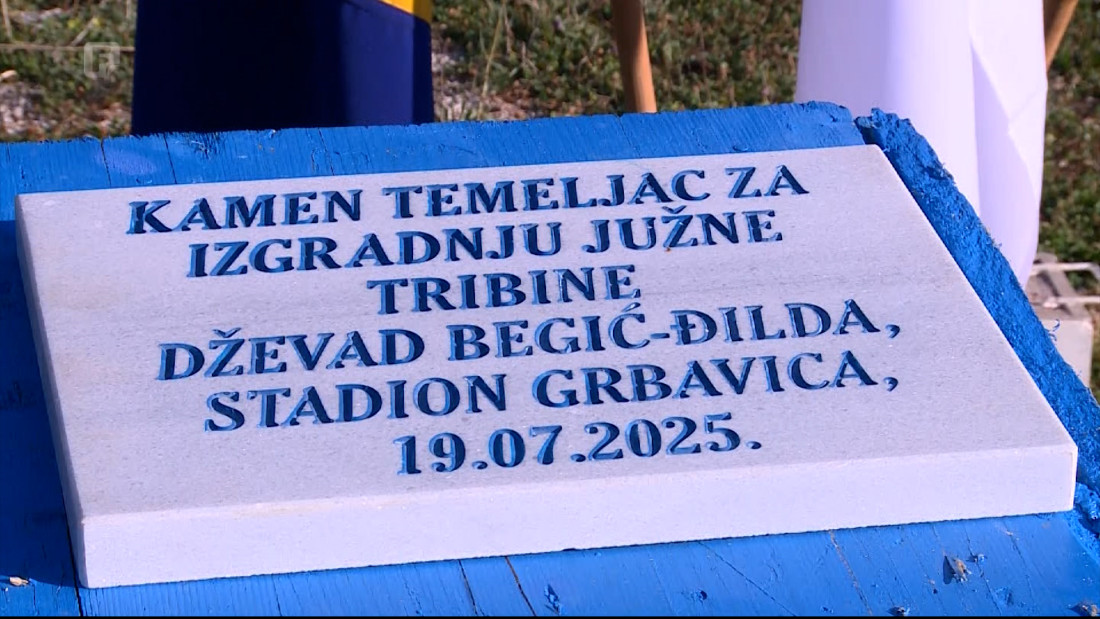 KAMEN TEMELJAC ZA
IZGRADNJU JUŽNE
TRIBINE
DŽEVAD BEGIĆ-ĐILDA,
STADION GRBAVICA,
19.07.2025.